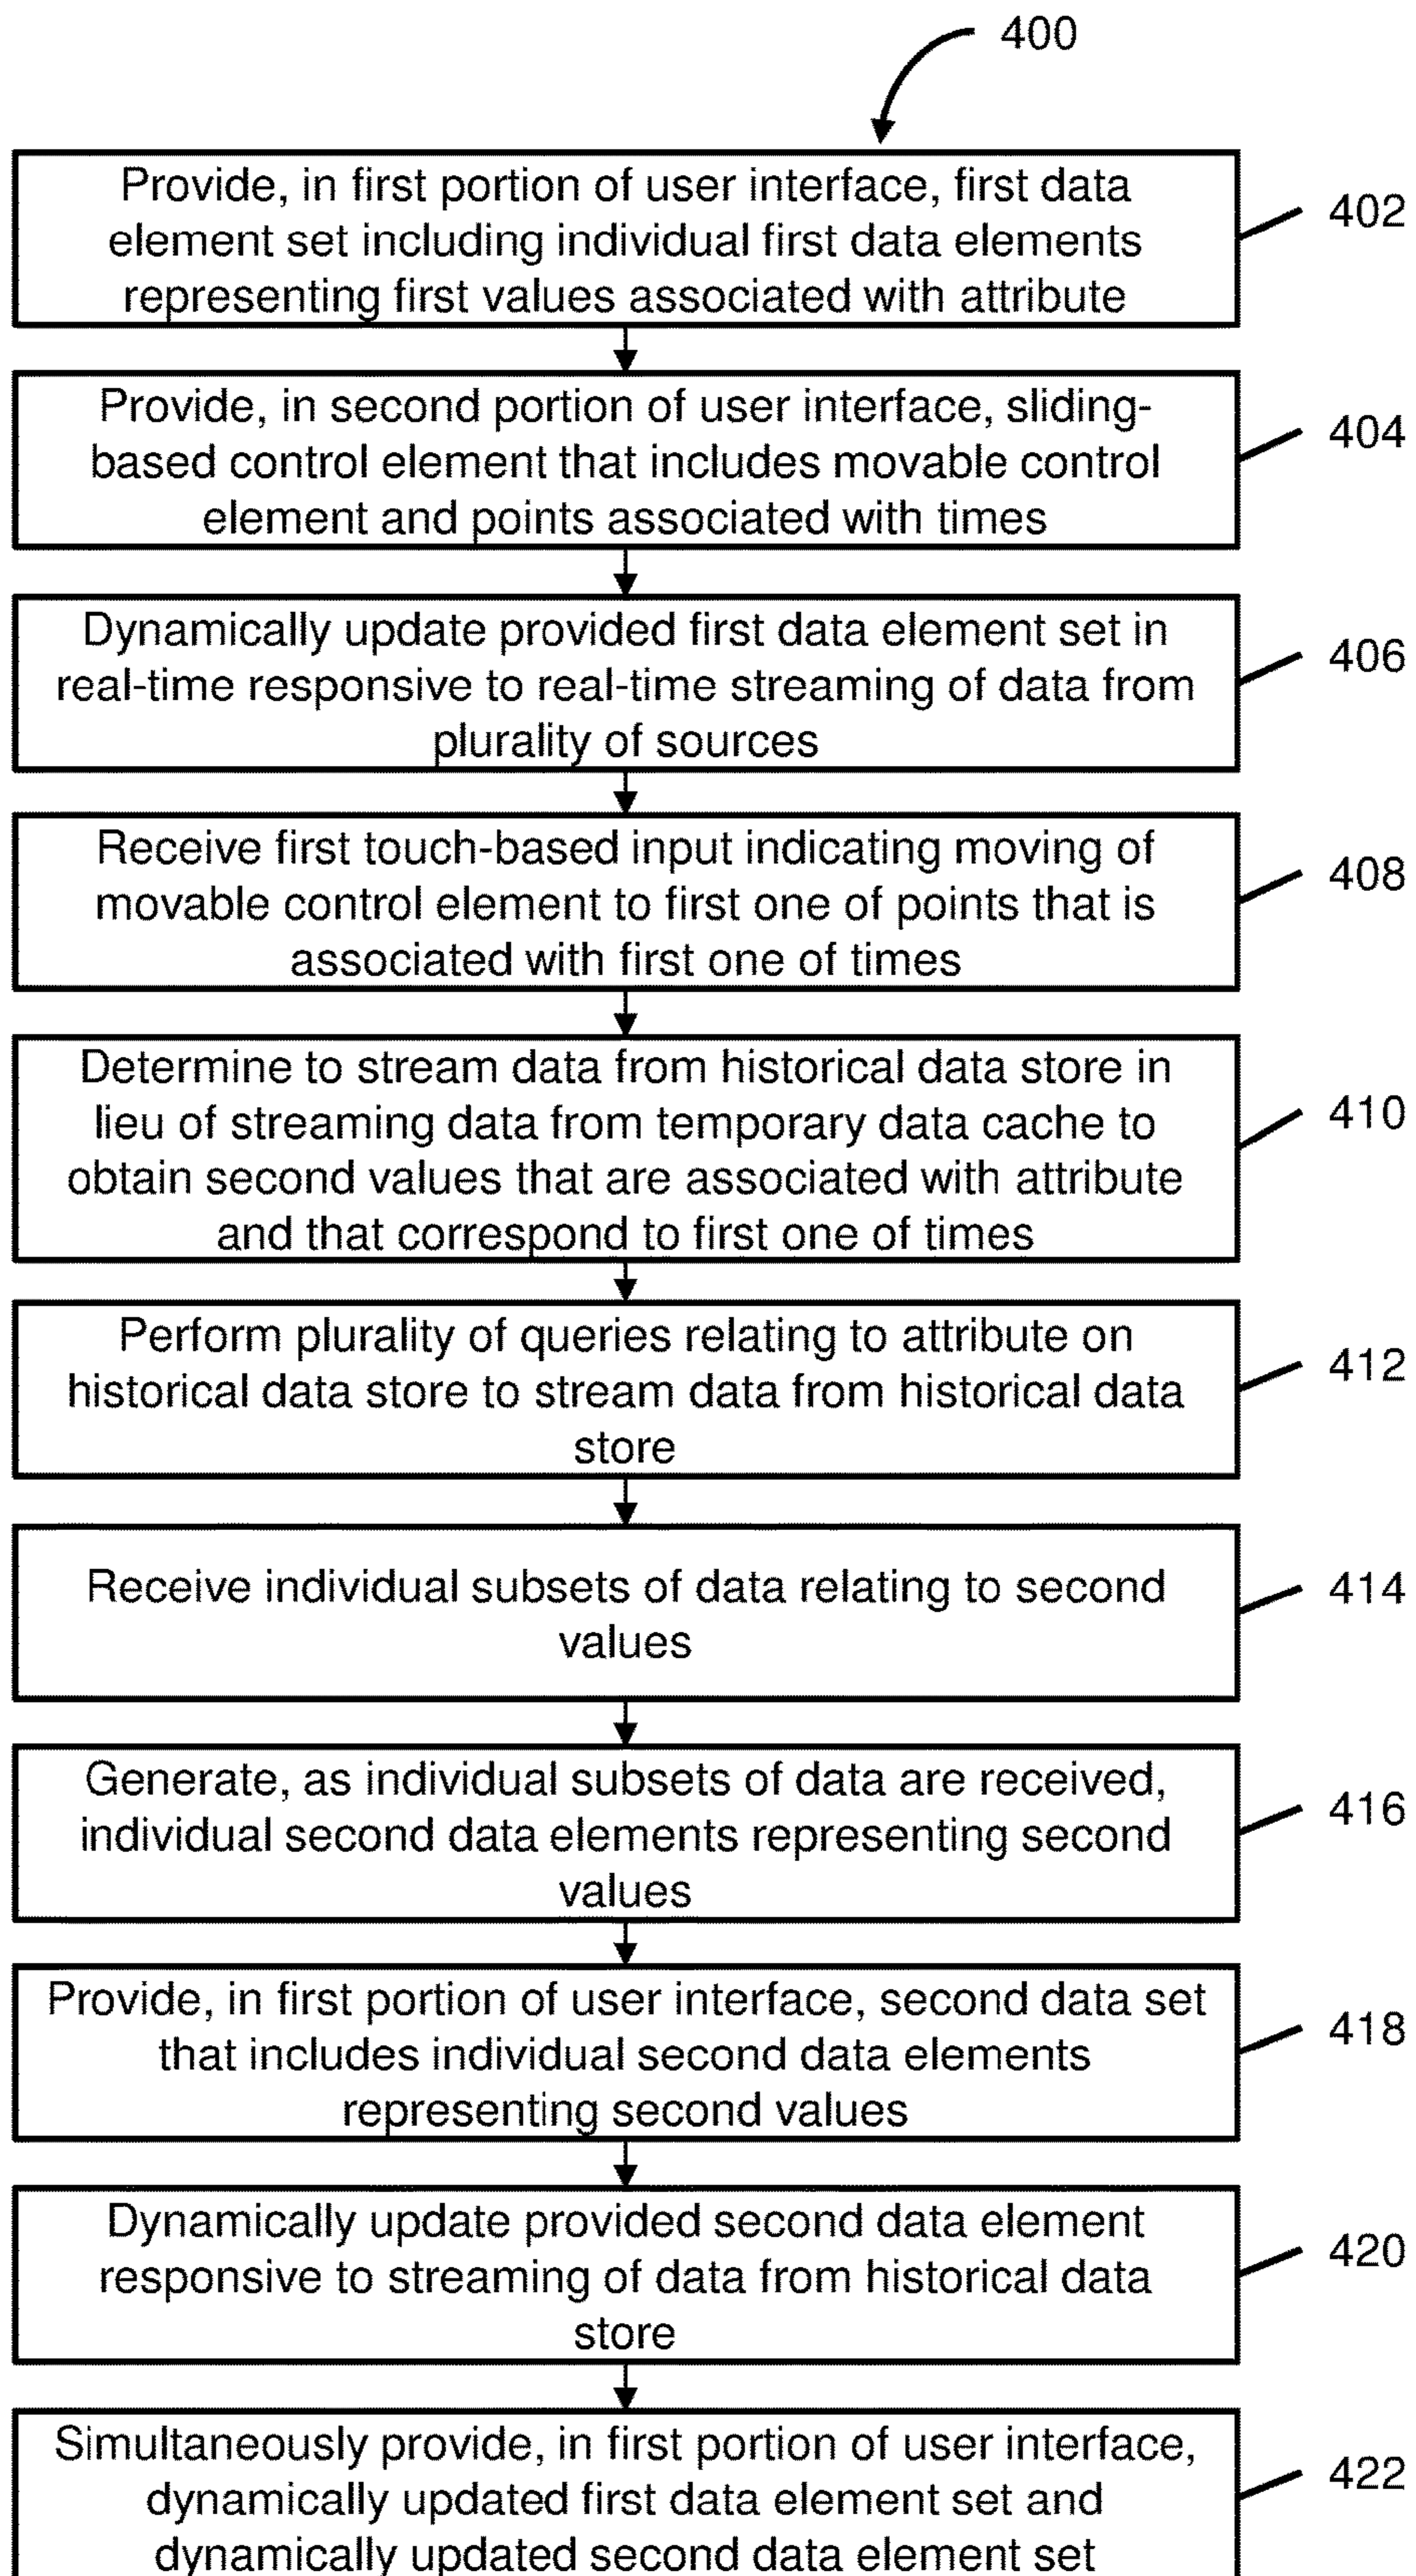 400
Provide, in first portion of user interface, first data
element set including individual first data elements
representing first values associated with attribute
402
Provide, in second portion of user interface, sliding-
based control element that includes movable control
element and points associated with times
404
Dynamically update provided first data element set in
real-time responsive to real-time streaming of data from
plurality of sources
406
Receive first touch-based input indicating moving of
movable control element to first one of points that is
associated with first one of times
408
Determine to stream data from historical data store in
lieu of streaming data from temporary data cache to
obtain second values that are associated with attribute
and that correspond to first one of times
410
Perform plurality of queries relating to attribute on
historical data store to stream data from historical data
store
412
Receive individual subsets of data relating to second
values
414
Generate, as individual subsets of data are received,
individual second data elements representing second
values
416
Provide, in first portion of user interface, second data set
that includes individual second data elements
representing second values
418
Dynamically update provided second data element
responsive to streaming of data from historical data
store
420
Simultaneously provide, in first portion of user interface,
dynamically updated first data element set and
dynamically updated second data element set
422